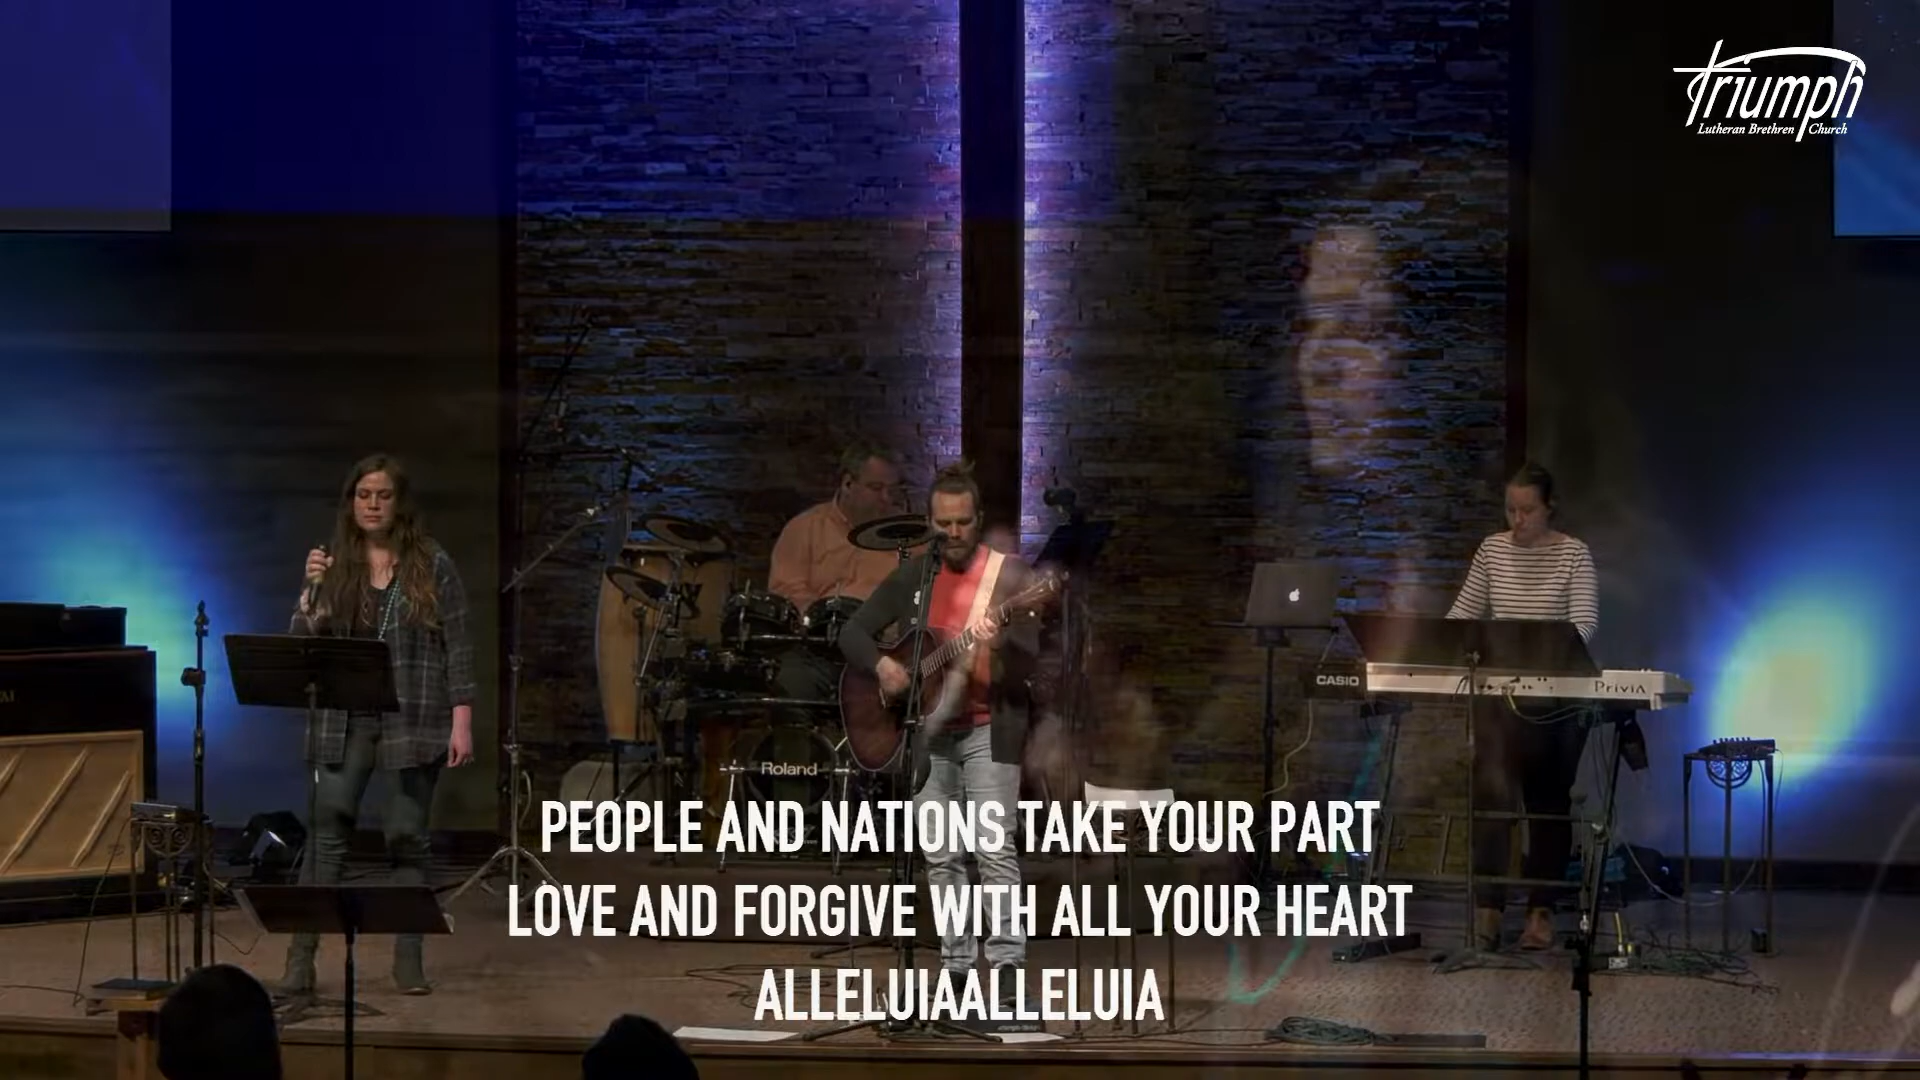 triumph
Lutheran Brethren Church
CASIO
Privia
Roland
PEOPLE AND NATIONS TAKE YOUR PART
LOVE AND FORGIVE WITH ALL YOUR HEART
ALLELUIAALLELUIA